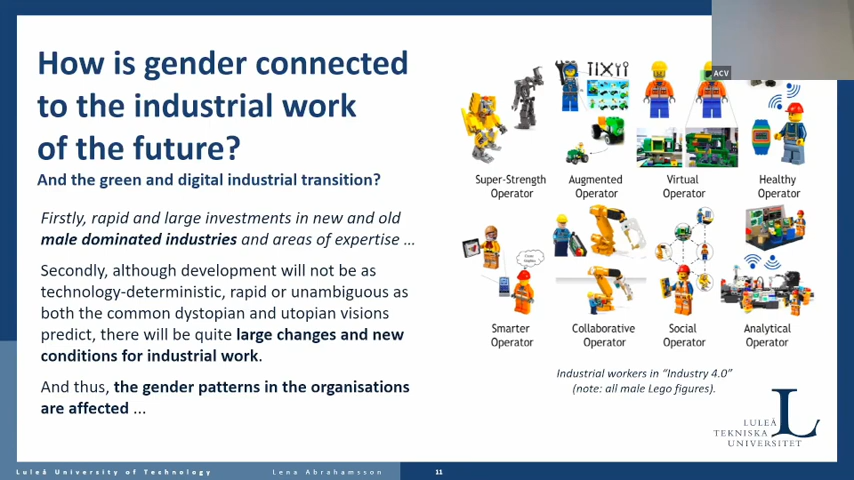 How is gender connected
to the industrial work
of the future?
And the green and digital industrial transition?
Firstly, rapid and large investments in new and old
male dominated industries and areas of expertise ...
Secondly, although development will not be as
technology-deterministic, rapid or unambiguous as
both the common dystopian and utopian visions
predict, there will be quite large changes and new
conditions for industrial work.
And thus, the gender patterns in the organisations
are affected ...
ACV
Super-Strength
Operator
Augmented
Operator
Virtual
Operator
Healthy
Operator
Smarter
Operator
Collaborative
Operator
Social
Operator
Analytical
Operator
Industrial workers in "Industry 4.0"
(note: all male Lego figures).
LULEÅ
TEKNISKA
UNIVERSITET
L
Luleå University of Technology
Lena Abrahamsson
11